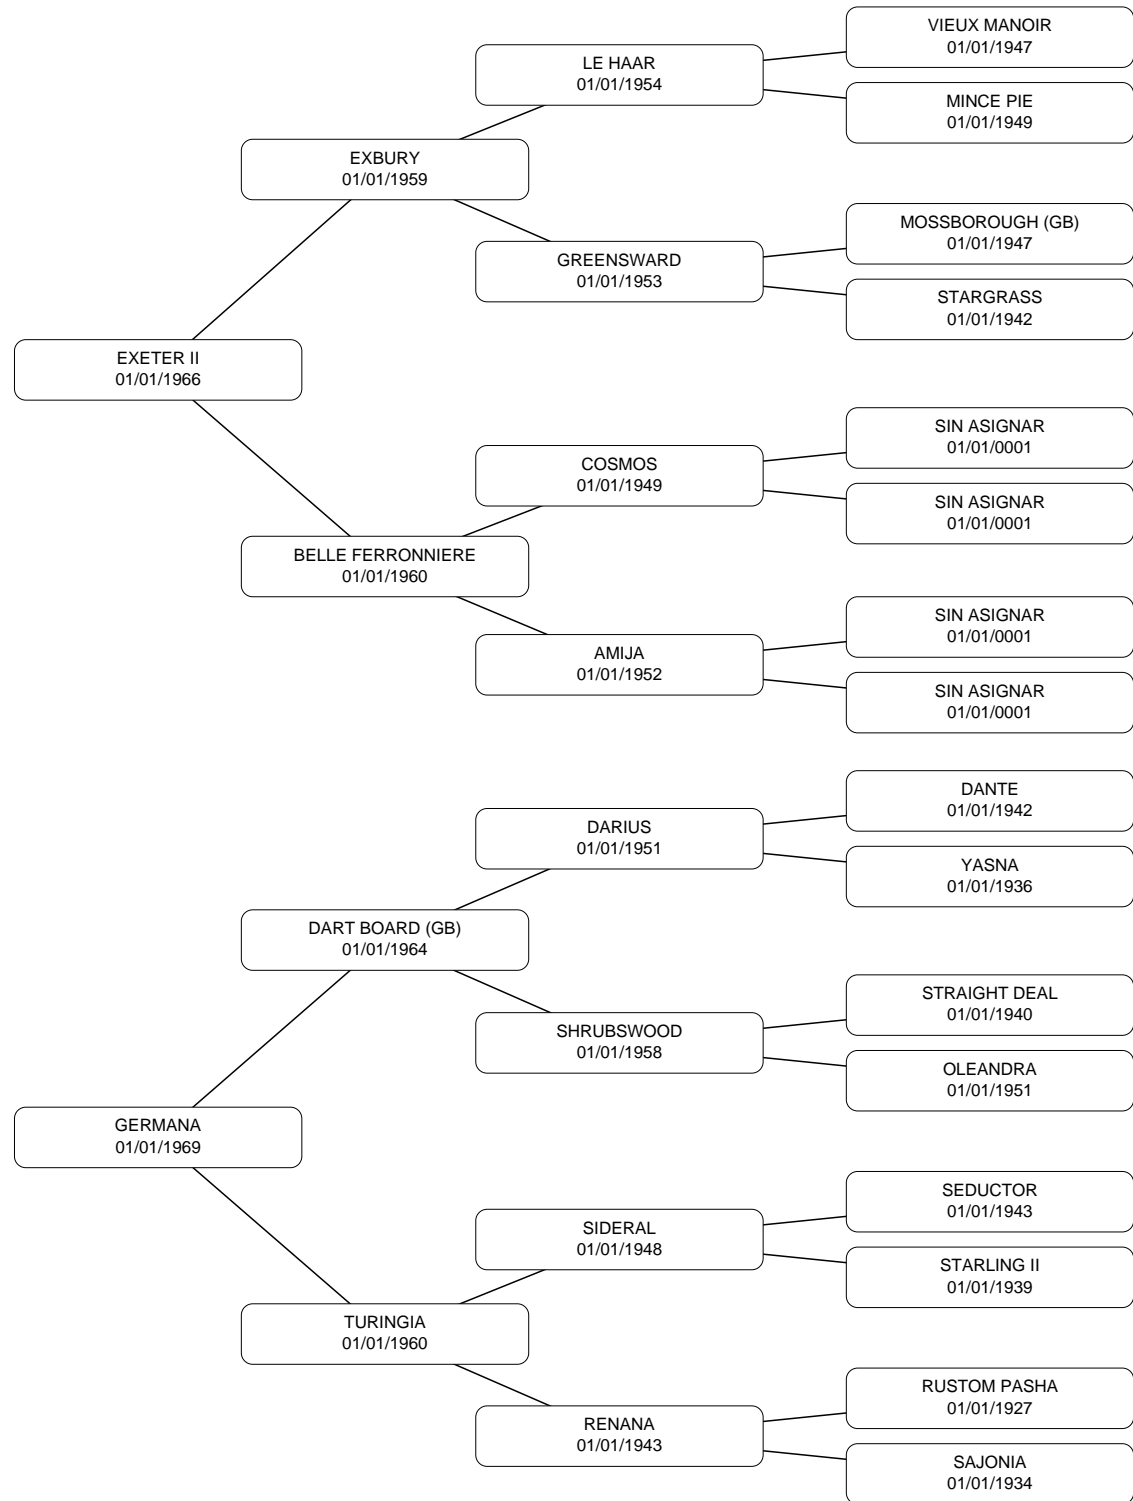 VIEUX MANOIR
01/01/1947
LE HAAR
01/01/1954
MINCE PIE
01/01/1949
EXBURY
01/01/1959
MOSSBOROUGH (GB)
01/01/1947
GREENSWARD
01/01/1953
STARGRASS
01/01/1942
EXETER II
01/01/1966
SIN ASIGNAR
01/01/0001
COSMOS
01/01/1949
SIN ASIGNAR
01/01/0001
BELLE FERRONNIERE
01/01/1960
SIN ASIGNAR
01/01/0001
AMIJA
01/01/1952
SIN ASIGNAR
01/01/0001
DANTE
01/01/1942
DARIUS
01/01/1951
YASNA
01/01/1936
DART BOARD (GB)
01/01/1964
STRAIGHT DEAL
01/01/1940
SHRUBSWOOD
01/01/1958
OLEANDRA
01/01/1951
GERMANA
01/01/1969
SEDUCTOR
01/01/1943
SIDERAL
01/01/1948
STARLING II
01/01/1939
TURINGIA
01/01/1960
RUSTOM PASHA
01/01/1927
RENANA
01/01/1943
SAJONIA
01/01/1934